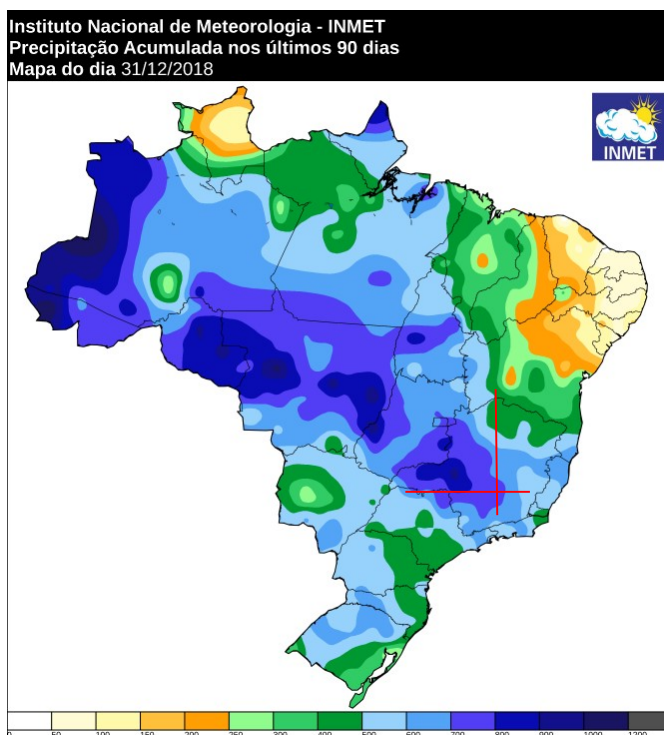 Instituto Nacional de Meteorologia - INMET
Precipitação Acumulada nos últimos 90 dias
Mapa do dia 31/12/2018
INMET
0 50 100 150 200 250 300 400 500 600 700 800 900 1000 1200